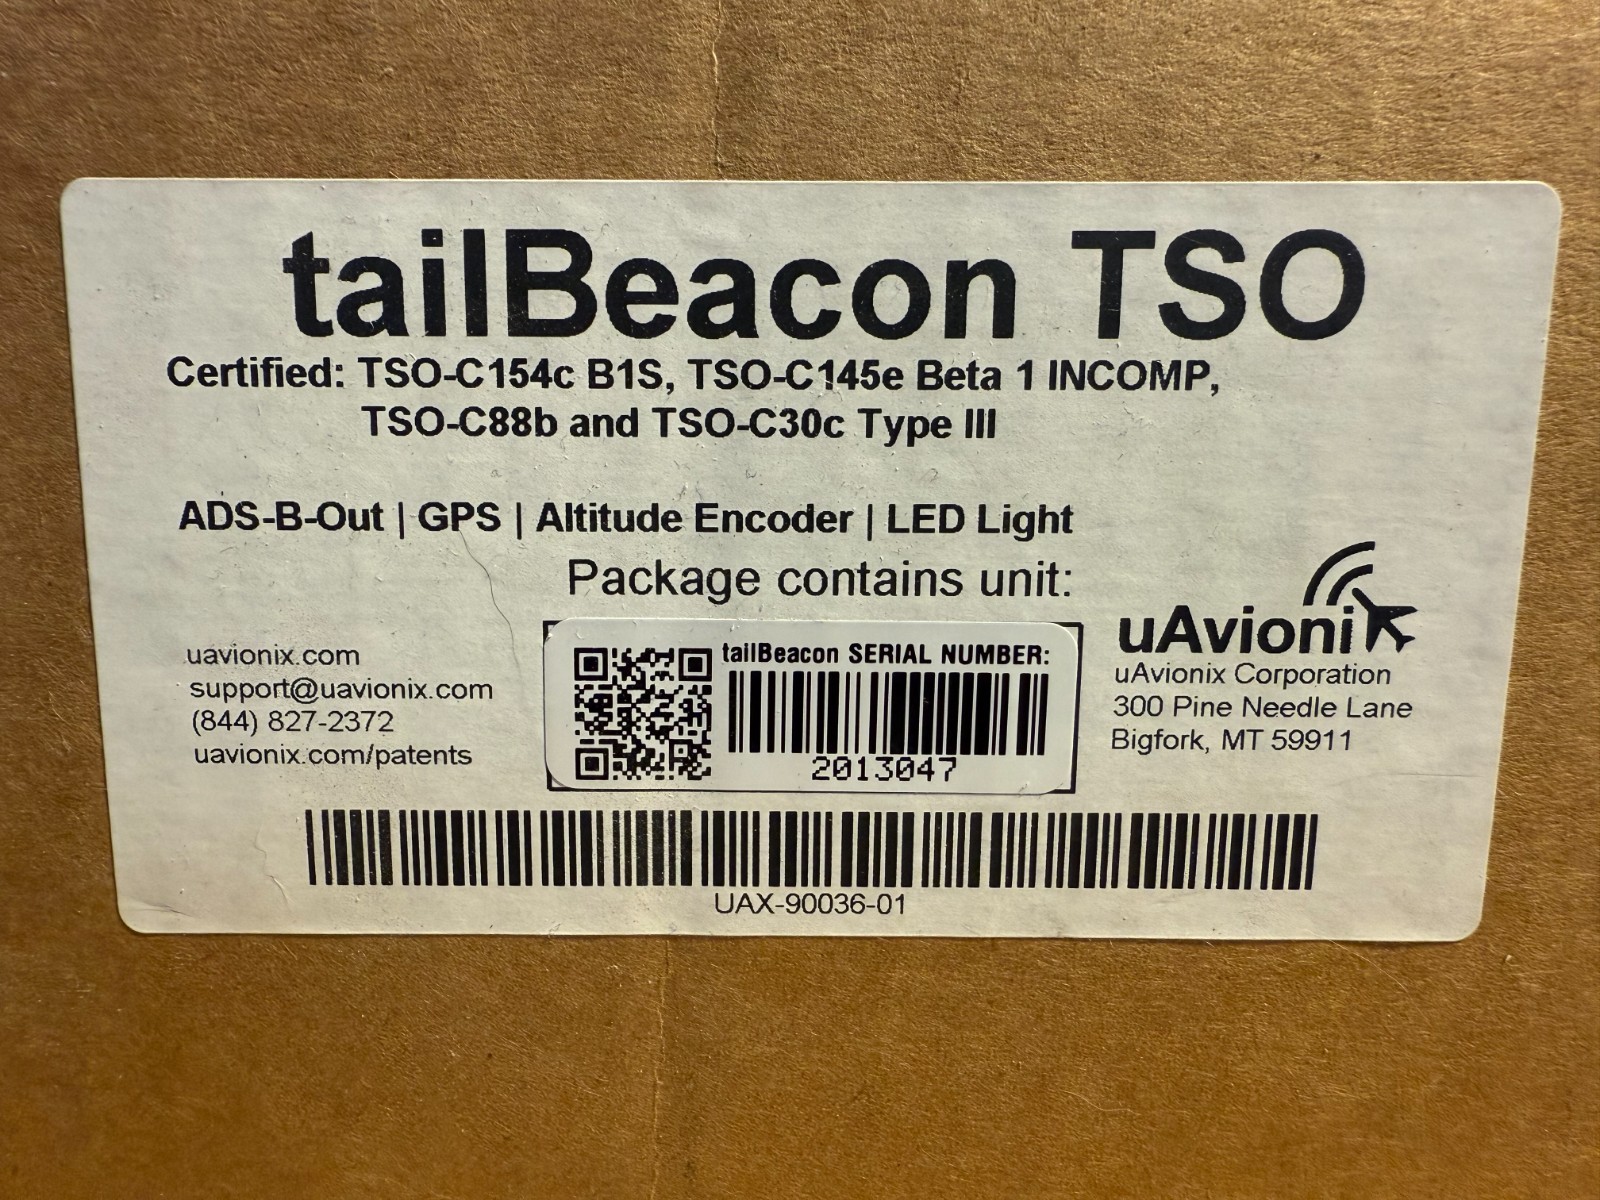 tailBeacon TSO
Certified: TSO-C154c B1S, TSO-C145e Beta 1 INCOMP,
TSO-C88b and TSO-C30c Type III
ADS-B-Out | GPS | Altitude Encoder | LED Light
Package contains unit:
uavionix.com
support@uavionix.com
(844) 827-2372
uavionix.com/patents
tailBeacon SERIAL NUMBER:
2013047
uAvionix
uAvionix Corporation
300 Pine Needle Lane
Bigfork, MT 59911
UAX-90036-01